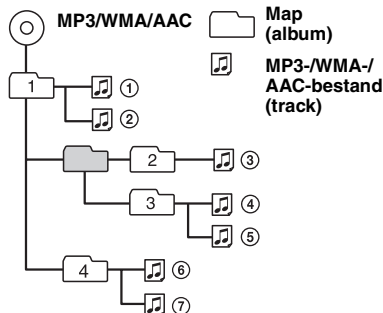 MP3/WMA/AAC
Map
(album)
MP3-/WMA-/
AAC-bestand
(track)
1
①
②
2
③
3
④
⑤
4
⑥
⑦